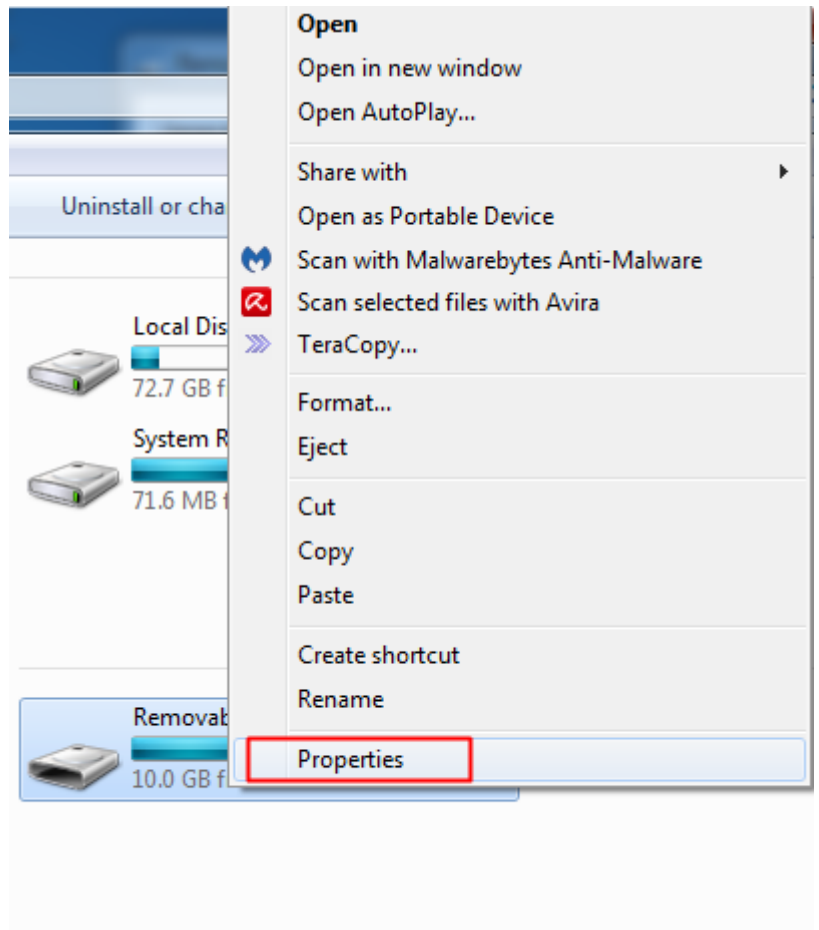 Open
Open in new window
Open AutoPlay...
Share with
Uninstall or cha
Open as Portable Device
Scan with Malwarebytes Anti-Malware
Scan selected files with Avira
Local Dis
TeraCopy...
72.7 GB f
Format...
System R
Eject
71.6 MB f
Cut
Copy
Paste
Create shortcut
Rename
Removab
Properties
10.0 GB f